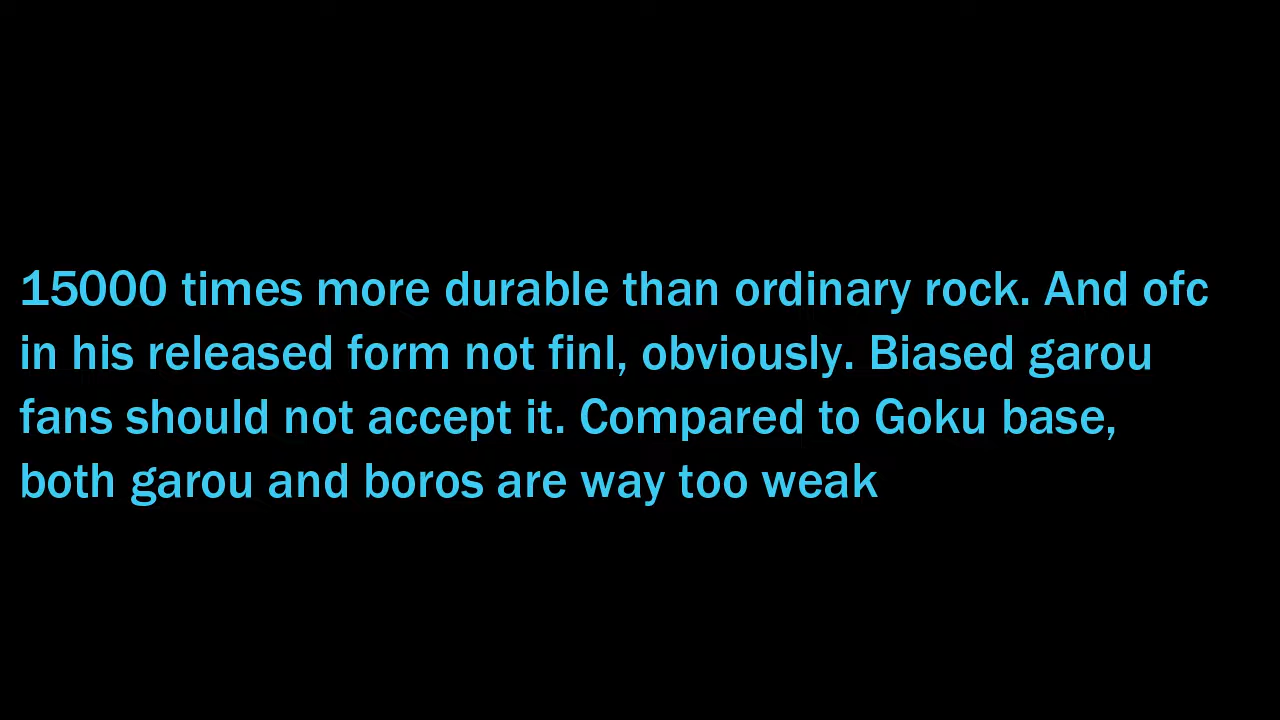 15000 times more durable than ordinary rock. And ofc
in his released form not finl, obviously. Biased garou
fans should not accept it. Compared to Goku base,
both garou and boros are way too weak